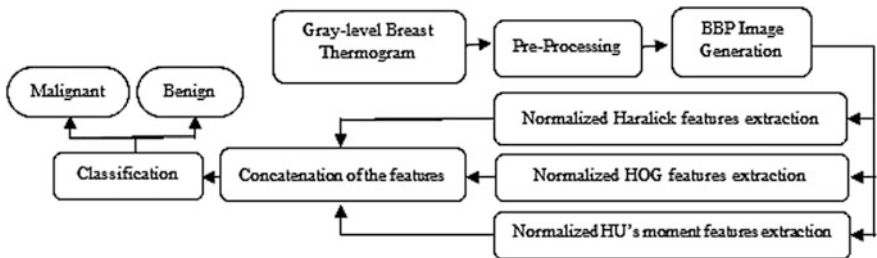 Gray-level Breast
Thermogram
Pre-Processing
BBP Image
Generation
Normalized Haralick features extraction
Normalized HOG features extraction
Normalized HU's moment features extraction
Concatenation of the features
Classification
Malignant
Benign